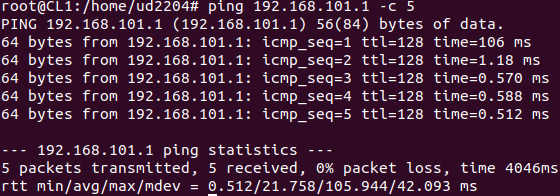 root@CL1:/home/ud2204# ping 192.168.101.1 -c 5
PING 192.168.101.1 (192.168.101.1) 56(84) bytes of data.
64 bytes from 192.168.101.1: icmp_seq=1 ttl=128 time=106 ms
64 bytes from 192.168.101.1: icmp_seq=2 ttl=128 time=1.18 ms
64 bytes from 192.168.101.1: icmp_seq=3 ttl=128 time=0.570 ms
64 bytes from 192.168.101.1: icmp_seq=4 ttl=128 time=0.588 ms
64 bytes from 192.168.101.1: icmp_seq=5 ttl=128 time=0.512 ms
--- 192.168.101.1 ping statistics ---
5 packets transmitted, 5 received, 0% packet loss, time 4046ms
rtt min/avg/max/mdev = 0.512/21.758/105.944/42.093 ms